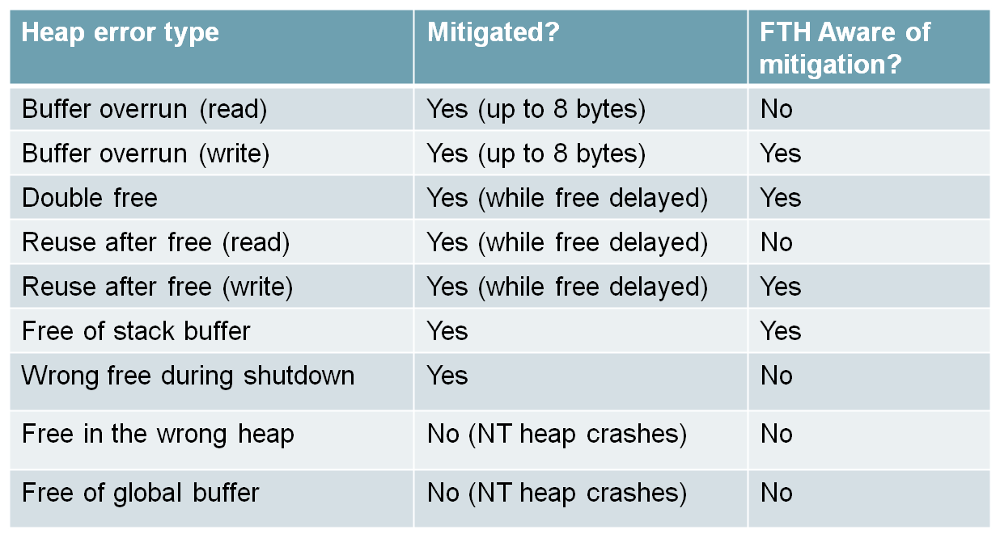 Heap error type Mitigated? FTH Aware of
mitigation?
Buffer overrun (read) Yes (up to 8 bytes) No
Buffer overrun (write) Yes (up to 8 bytes) Yes
Double free Yes (while free delayed) Yes
Reuse after free (read) Yes (while free delayed) No
Reuse after free (write) Yes (while free delayed) Yes
Free of stack buffer Yes Yes
Wrong free during shutdown Yes No
Free in the wrong heap No (NT heap crashes) No
Free of global buffer No (NT heap crashes) No